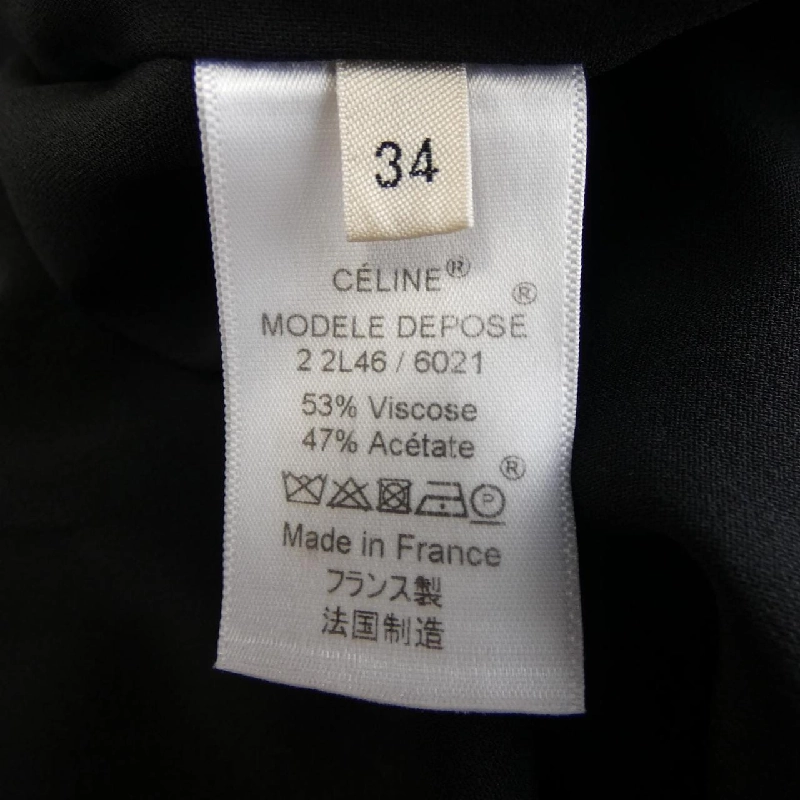 34
CÉLINE®
®
MODELE DEPOSE
2 2L46 / 6021
53% Viscose
47% Acétate
®
P
Made in France
フランス製
法国制造